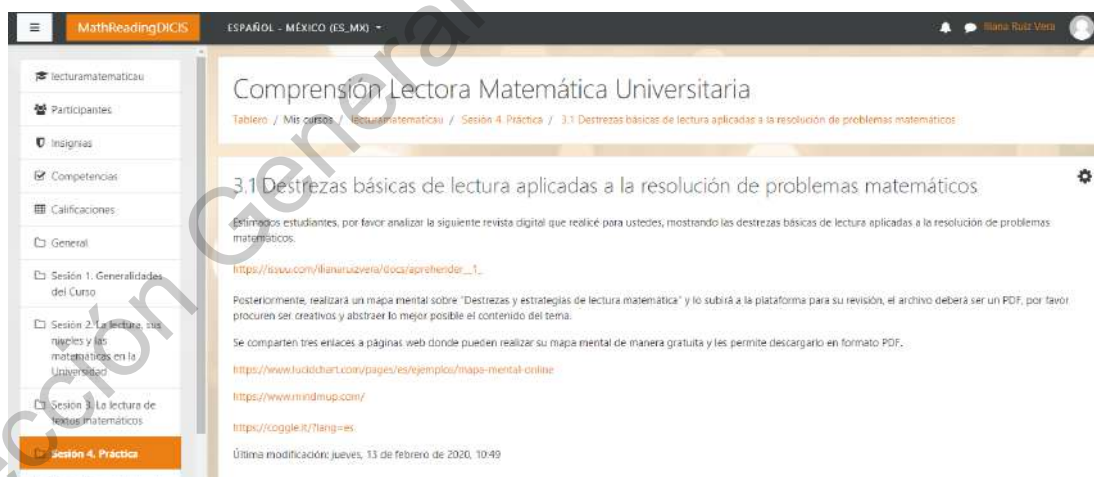 MathReadingDICIS
ESPAÑOL - MÉXICO (ES_MX)
Iliana Ruiz Vera
lecturamatematicau
Participantes
Insignias
Competencias
Calificaciones
General
Sesión 1. Generalidades
del Curso
Sesión 2. La lectura, sus
niveles y las
matemáticas en la
Universidad
Sesión 3. La lectura de
textos matemáticos
Sesión 4. Práctica
Comprensión Lectora Matemática Universitaria
Tablero / Mis cursos / lecturamatematicau / Sesión 4. Práctica / 3.1 Destrezas básicas de lectura aplicadas a la resolución de problemas matemáticos
3.1 Destrezas básicas de lectura aplicadas a la resolución de problemas matemáticos
Estimados estudiantes, por favor analizar la siguiente revista digital que realicé para ustedes, mostrando las destrezas básicas de lectura aplicadas a la resolución de problemas
matemáticos.
https://issuu.com/ilianaruizvera/docs/aprehender__1_
Posteriormente, realizará un mapa mental sobre "Destrezas y estrategias de lectura matemática" y lo subirá a la plataforma para su revisión, el archivo deberá ser un PDF, por favor
procuren ser creativos y abstraer lo mejor posible el contenido del tema.
Se comparten tres enlaces a páginas web donde pueden realizar su mapa mental de manera gratuita y les permite descargarlo en formato PDF.
https://www.lucidchart.com/pages/es/ejemplos/mapa-mental-online
https://www.mindmup.com/
https://coggle.it/?lang=es
Última modificación: jueves, 13 de febrero de 2020, 10:49
ección General